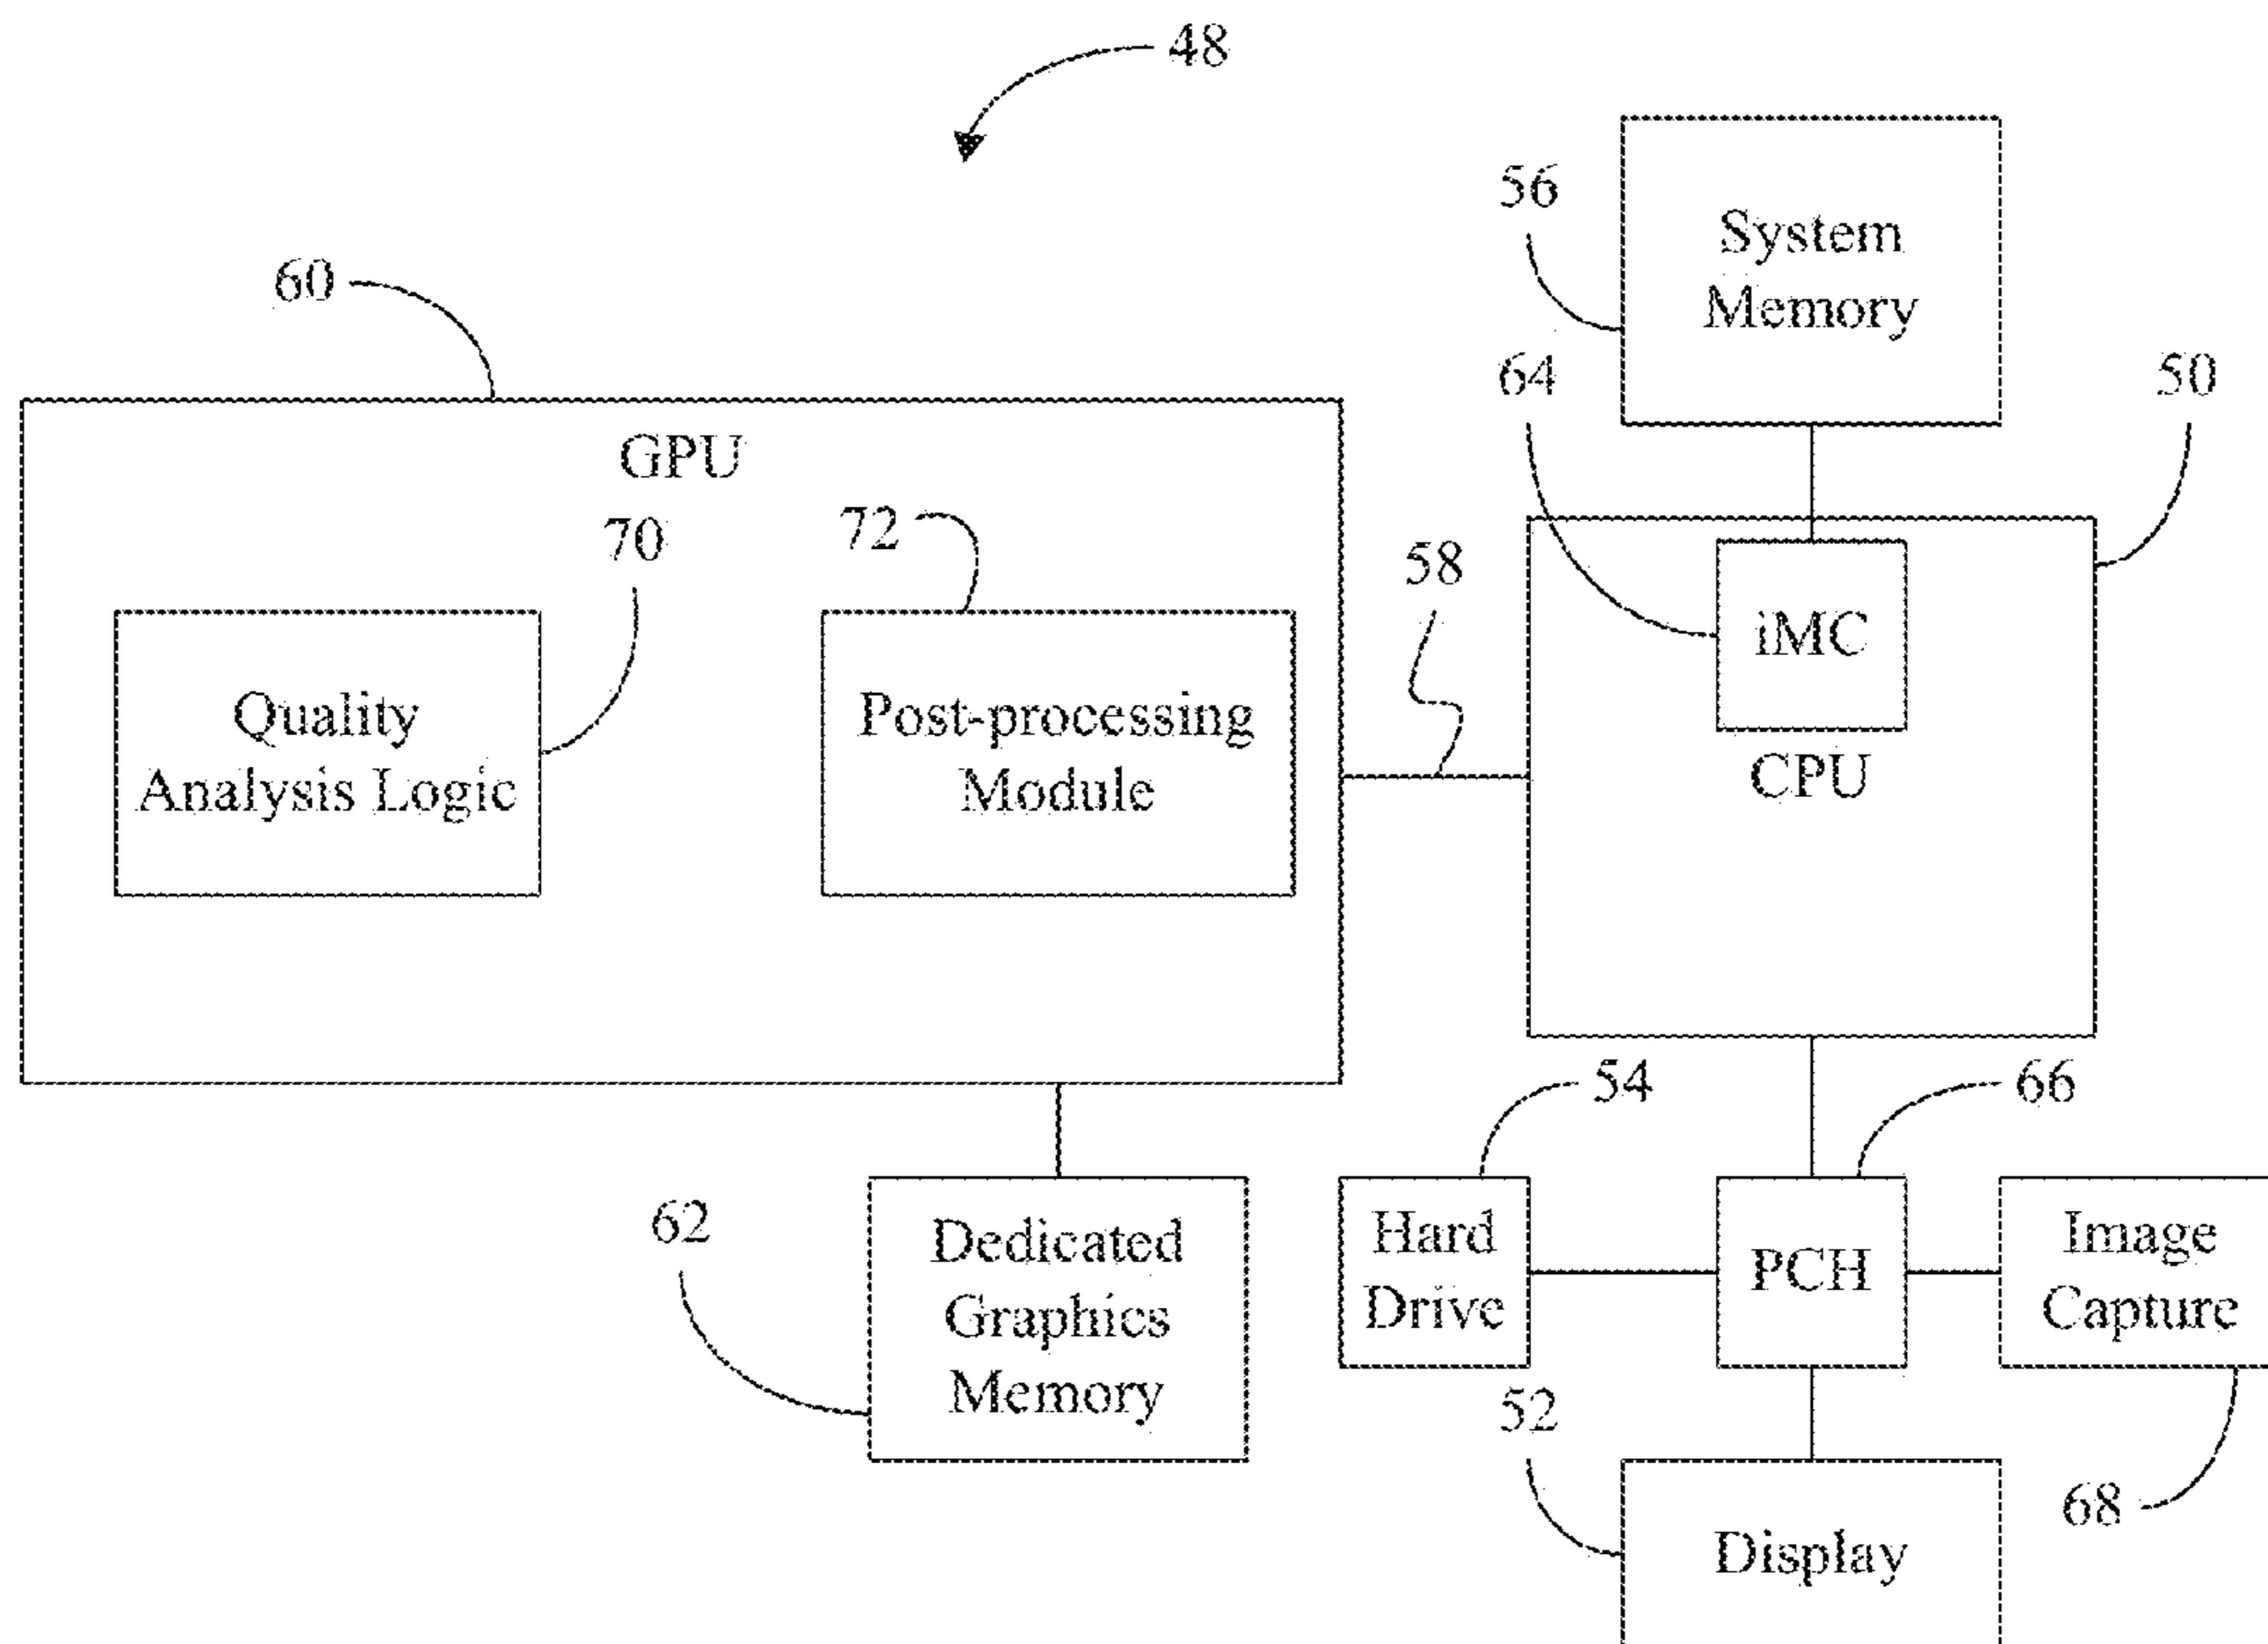 48
56
System
Memory
60
64
50
GPU
70
72
58
iMC
Quality
Analysis Logic
Post-processing
Module
CPU
54
66
62
Dedicated
Graphics
Memory
Hard
Drive
PCH
Image
Capture
52
68
Display